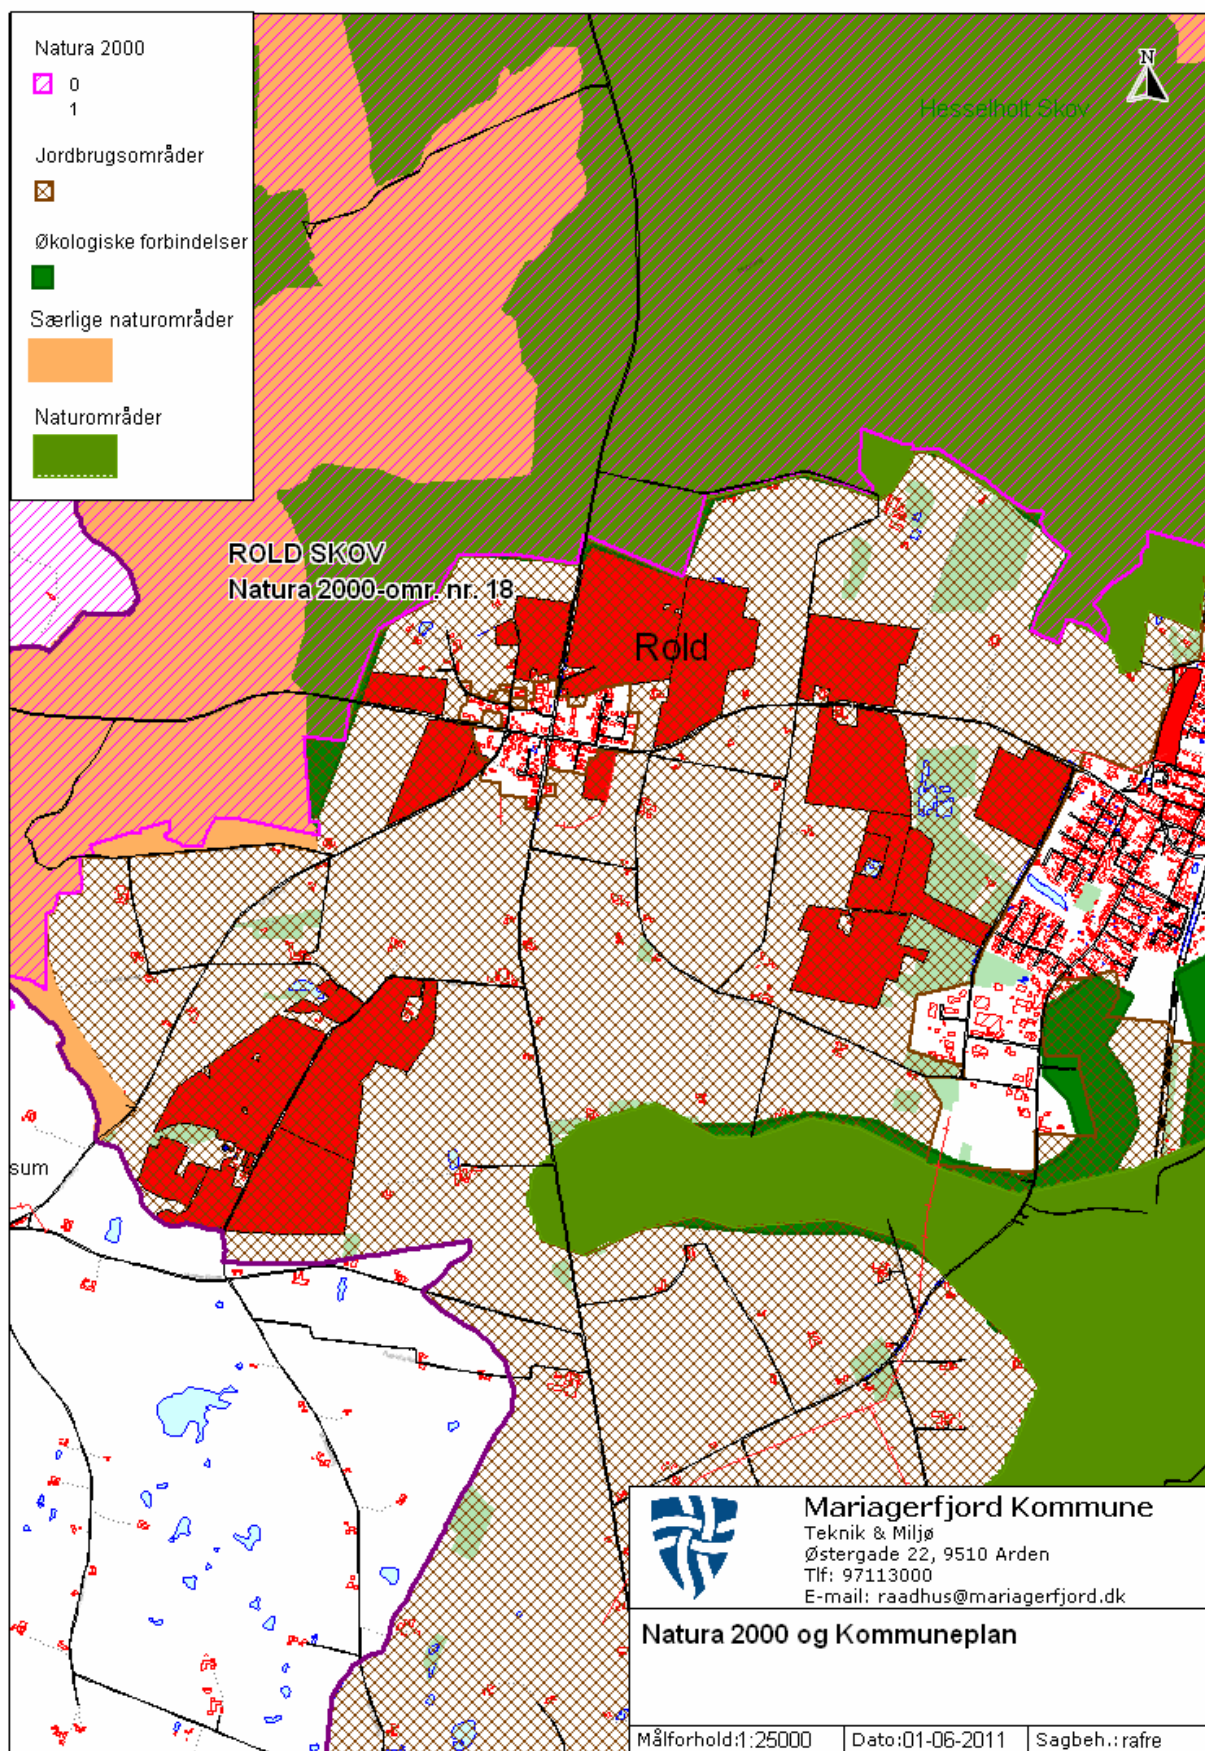 Natura 2000
0
1
Jordbrugsområder
Økologiske forbindelser
Særlige naturområder
Naturområder
N
Hesselholt Skov
ROLD SKOV
Natura 2000-omr. nr. 18
Rold
sum
Mariagerfjord Kommune
Teknik & Miljø
Østergade 22, 9510 Arden
Tlf: 97113000
E-mail: raadhus@mariagerfjord.dk
Natura 2000 og Kommuneplan
Målforhold:1:25000
Dato:01-06-2011
Sagbeh.: rafre